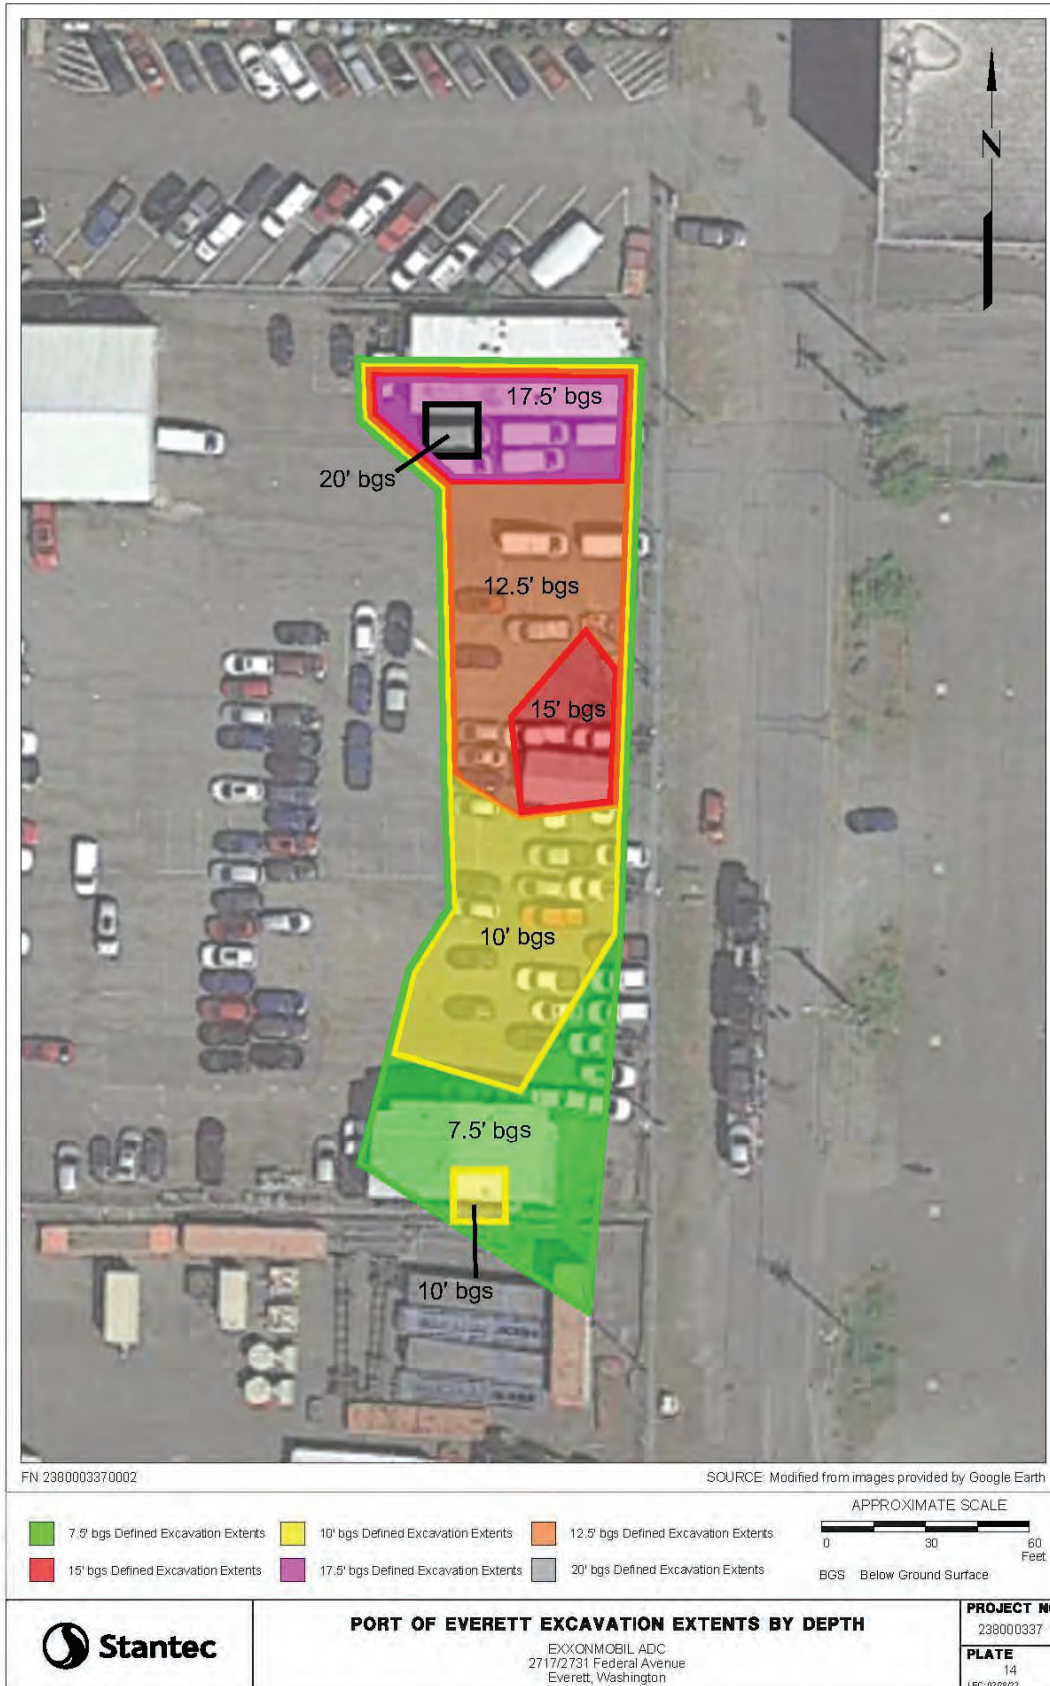 N
17.5' bgs
20' bgs
12.5' bgs
15' bgs
10' bgs
7.5' bgs
10' bgs
FN 2380003370002
SOURCE: Modified from images provided by Google Earth
APPROXIMATE SCALE
0 30 60
Feet
7.5' bgs Defined Excavation Extents
10' bgs Defined Excavation Extents
12.5' bgs Defined Excavation Extents
15' bgs Defined Excavation Extents
17.5' bgs Defined Excavation Extents
20' bgs Defined Excavation Extents
BGS Below Ground Surface
Stantec
PORT OF EVERETT EXCAVATION EXTENTS BY DEPTH
EXXONMOBIL ADC
2717/2731 Federal Avenue
Everett, Washington
PROJECT NO
238000337
PLATE
14